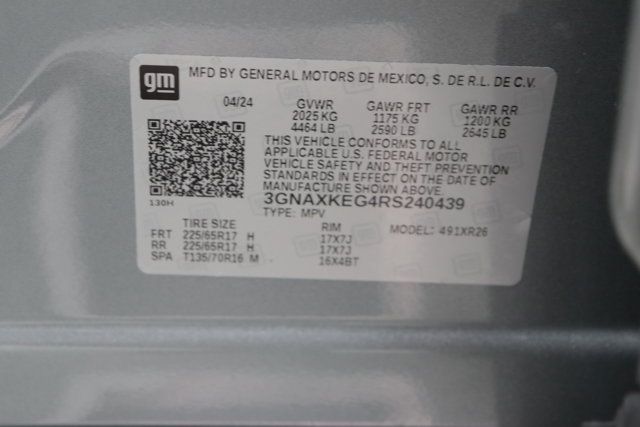 gm
MFD BY GENERAL MOTORS DE MEXICO, S. DE R.L. DE C.V.
04/24 GVWR GAWR FRT GAWR RR
2025 KG 1175 KG 1200 KG
4464 LB 2590 LB 2645 LB
THIS VEHICLE CONFORMS TO ALL
APPLICABLE U.S. FEDERAL MOTOR
VEHICLE SAFETY AND THEFT PREVENTION
STANDARDS IN EFFECT ON THE DATE OF
MANUFACTURE SHOWN ABOVE.
130H
3GNAXKEG4RS240439
TYPE: MPV
TIRE SIZE RIM MODEL: 491XR26
FRT 225/65R17 H 17X7J
RR 225/65R17 H 17X7J
SPA T135/70R16 M 16X4BT